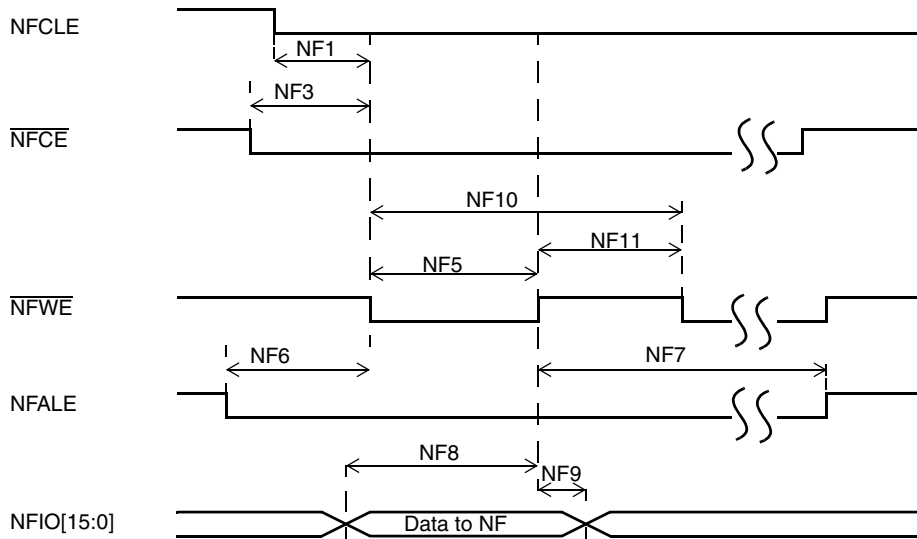 NFCLE
NF1
NF3
NFCE
NF10
NF11
NF5
NFWE
NF6
NF7
NFALE
NF8
NF9
NFIO[15:0]
Data to NF